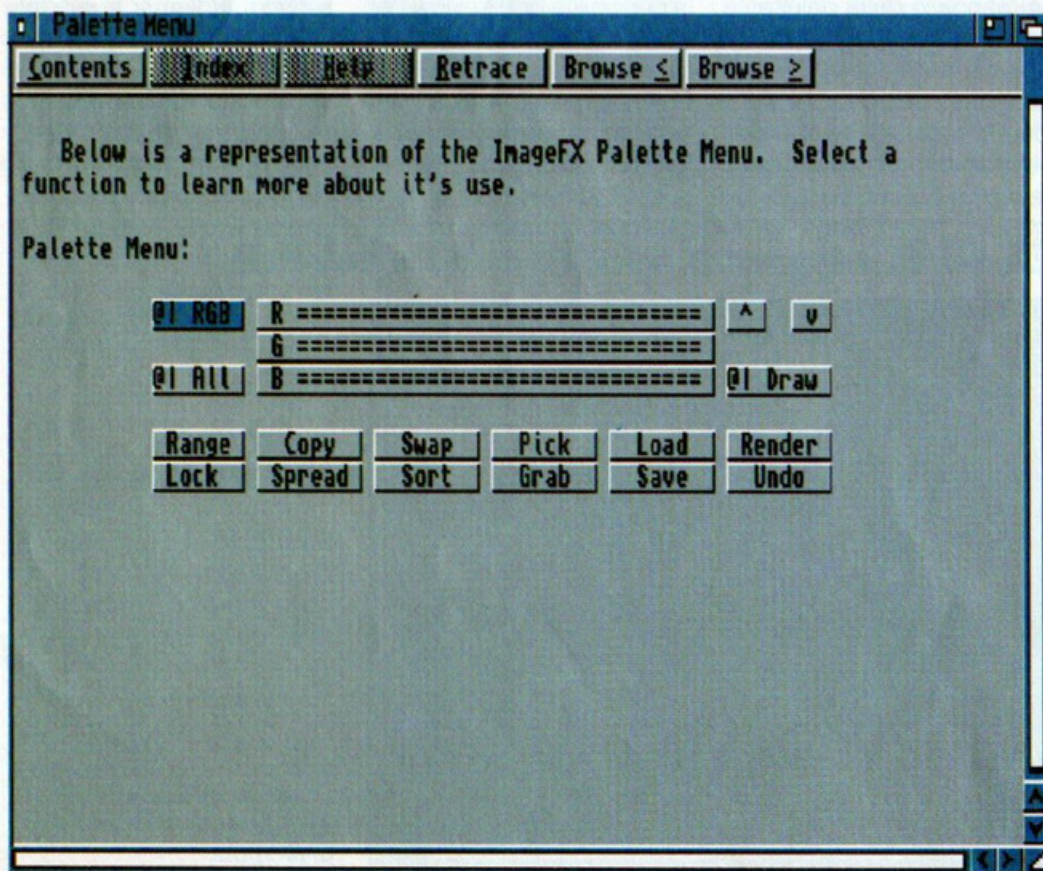 Palette Menu
Contents Index Help Retrace Browse < Browse >
Below is a representation of the ImageFX Palette Menu. Select a
function to learn more about it's use.
Palette Menu:
@! RGB R =============================== ^ v
G ===============================
@! All B =============================== @! Draw
Range Copy Swap Pick Load Render
Lock Spread Sort Grab Save Undo